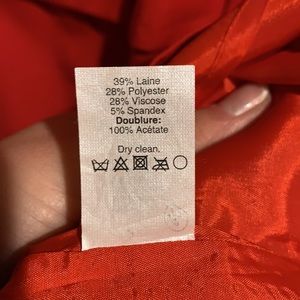 39% Laine
28% Polyester
28% Viscose
5% Spandex
Doublure:
100% Acétate
Dry clean.